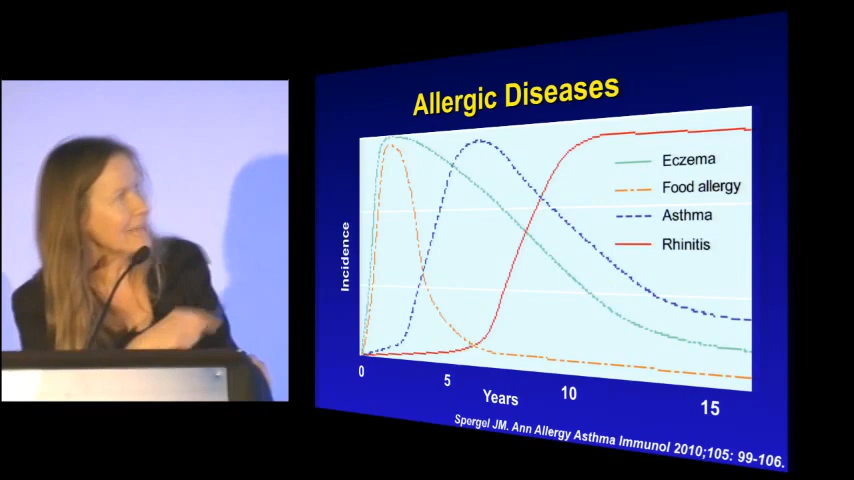 Allergic Diseases
Eczema
Food allergy
Asthma
Rhinitis
Incidence
0
5
10
15
Years
Spergel JM. Ann Allergy Asthma Immunol 2010;105: 99-106.